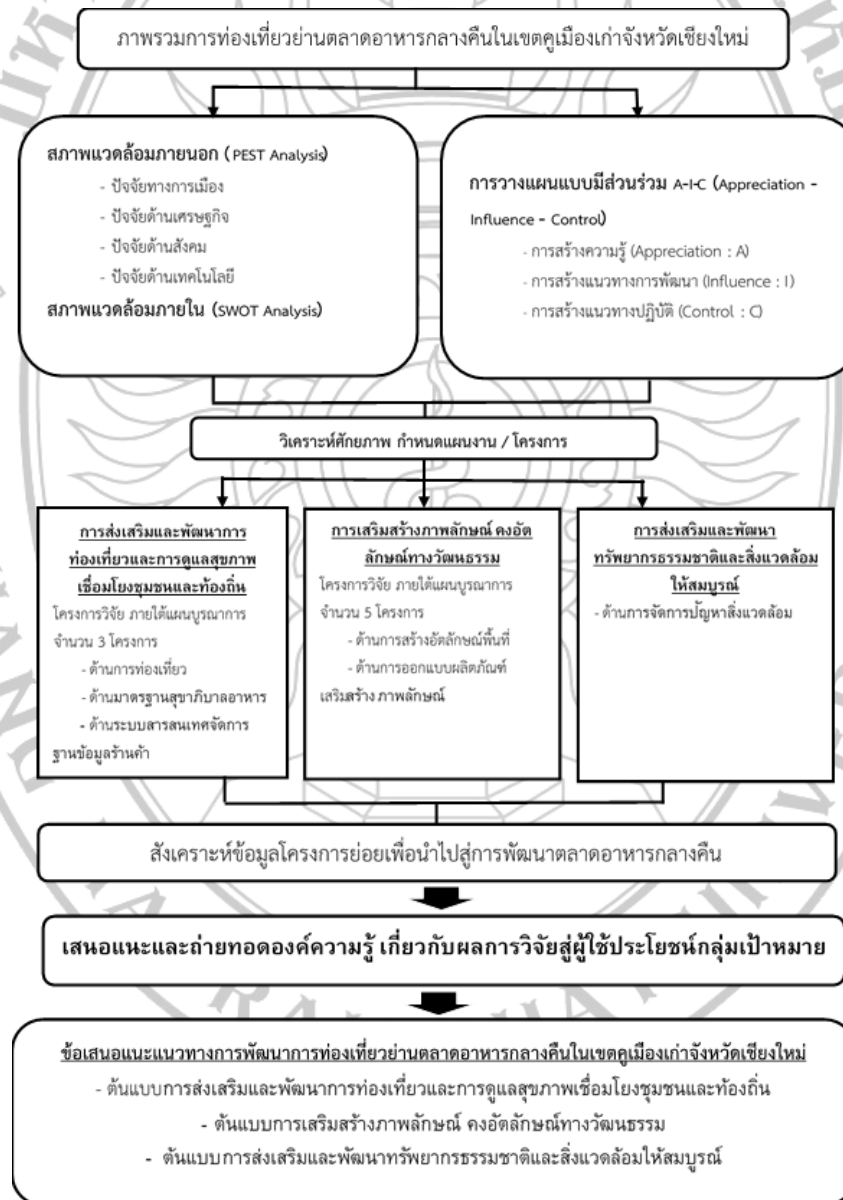 ภาพรวมการท่องเที่ยวย่านตลาดอาหารกลางคืนในเขตคูเมืองเก่าจังหวัดเชียงใหม่
สภาพแวดล้อมภายนอก ( PEST Analysis)
- ปัจจัยทางการเมือง
- ปัจจัยด้านเศรษฐกิจ
- ปัจจัยด้านสังคม
- ปัจจัยด้านเทคโนโลยี
สภาพแวดล้อมภายใน (SWOT Analysis)
การวางแผนแบบมีส่วนร่วม A-I-C (Appreciation -
Influence - Control)
- การสร้างความรู้ (Appreciation : A)
- การสร้างแนวทางการพัฒนา (Influence : I)
- การสร้างแนวทางปฏิบัติ (Control : C)
วิเคราะห์ศักยภาพ กำหนดแผนงาน / โครงการ
การส่งเสริมและพัฒนาการ
ท่องเที่ยวและการดูแลสุขภาพ
เชื่อมโยงชุมชนและท้องถิ่น
โครงการวิจัย ภายใต้แผนบูรณาการ
จำนวน 3 โครงการ
- ด้านการท่องเที่ยว
- ด้านมาตรฐานสุขาภิบาลอาหาร
- ด้านระบบสารสนเทศจัดการ
ฐานข้อมูลร้านค้า
การเสริมสร้างภาพลักษณ์ คงอัต
ลักษณ์ทางวัฒนธรรม
โครงการวิจัย ภายใต้แผนบูรณาการ
จำนวน 5 โครงการ
- ด้านการสร้างอัตลักษณ์พื้นที่
- ด้านการออกแบบผลิตภัณฑ์
เสริมสร้าง ภาพลักษณ์
การส่งเสริมและพัฒนา
ทรัพยากรธรรมชาติและสิ่งแวดล้อม
ให้สมบูรณ์
- ด้านการจัดการปัญหาสิ่งแวดล้อม
สังเคราะห์ข้อมูลโครงการย่อยเพื่อนำไปสู่การพัฒนาตลาดอาหารกลางคืน
เสนอแนะและถ่ายทอดองค์ความรู้ เกี่ยวกับผลการวิจัยสู่ผู้ใช้ประโยชน์กลุ่มเป้าหมาย
ข้อเสนอแนะแนวทางการพัฒนาการท่องเที่ยวย่านตลาดอาหารกลางคืนในเขตคูเมืองเก่าจังหวัดเชียงใหม่
- ต้นแบบการส่งเสริมและพัฒนาการท่องเที่ยวและการดูแลสุขภาพเชื่อมโยงชุมชนและท้องถิ่น
- ต้นแบบการเสริมสร้างภาพลักษณ์ คงอัตลักษณ์ทางวัฒนธรรม
- ต้นแบบการส่งเสริมและพัฒนาทรัพยากรธรรมชาติและสิ่งแวดล้อมให้สมบูรณ์